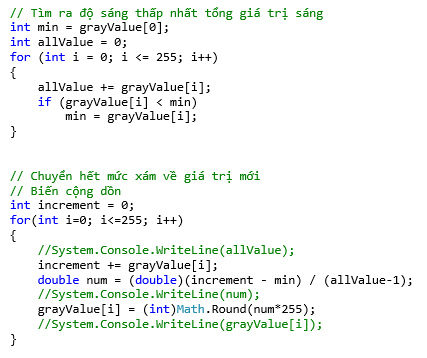 // Tìm ra độ sáng thấp nhất tổng giá trị sáng
int min = grayValue[0];
int allValue = 0;
for (int i = 0; i <= 255; i++)
{
    allValue += grayValue[i];
    if (grayValue[i] < min)
        min = grayValue[i];
}
// Chuyển hết mức xám về giá trị mới
// Biến cộng dồn
int increment = 0;
for(int i=0; i<=255; i++)
{
    //System.Console.WriteLine(allValue);
    increment += grayValue[i];
    double num = (double)(increment - min) / (allValue-1);
    //System.Console.WriteLine(num);
    grayValue[i] = (int)Math.Round(num*255);
    //System.Console.WriteLine(grayValue[i]);
}